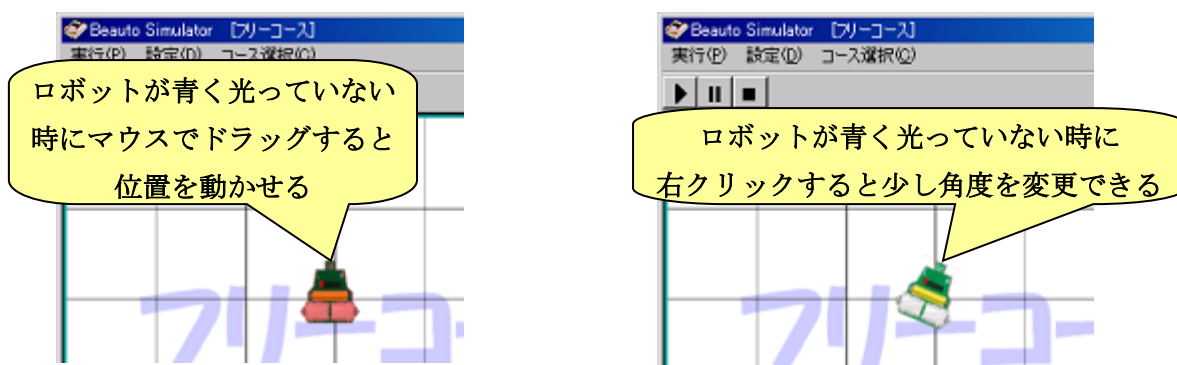 Beauto Simulator [フリーコース]
実行(P) 設定(D) コース選択(C)
ロボットが青く光っていない
時にマウスでドラッグすると
位置を動かせる
フリーコー
Beauto Simulator [フリーコース]
実行(P) 設定(D) コース選択(C)
ロボットが青く光っていない時に
右クリックすると少し角度を変更できる
フリーコ